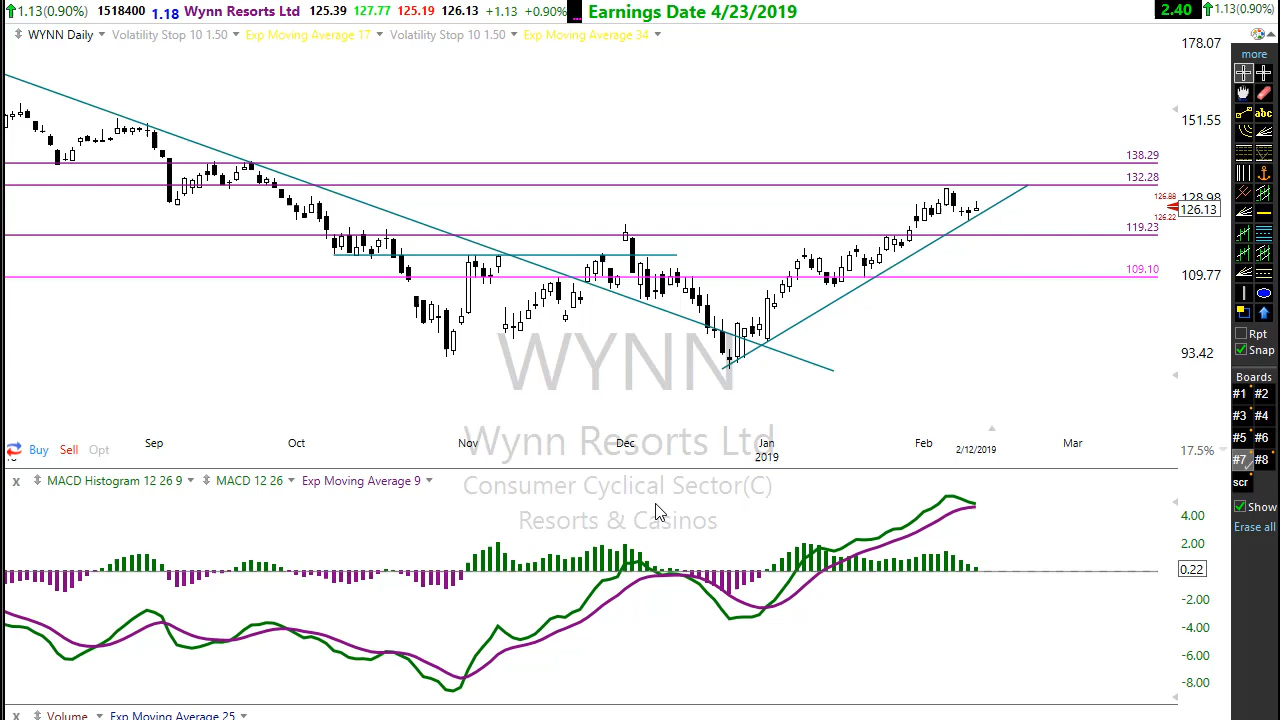 1.13(0.90%) 1518400 1.18 Wynn Resorts Ltd 125.39 127.77 125.19 126.13 +1.13 +0.90% Earnings Date 4/23/2019 2.40 1.13(0.90%)
WYNN Daily Volatility Stop 10 1.50 Exp Moving Average 17 Volatility Stop 10 1.50 Exp Moving Average 34
178.07
more
abc
151.55
138.29
132.28
128.98
126.88
126.13
126.22
119.23
109.77
109.10
WYNN
93.42
Rpt
Snap
Boards
#1 #2
#3 #4
#5 #6
#7 #8
scr
Show
Erase all
Sep Oct Nov Dec Jan Feb Mar
2019 2/12/2019
Buy Sell Opt
17.5%
Wynn Resorts Ltd
Consumer Cyclical Sector(C)
Resorts & Casinos
x MACD Histogram 12 26 9 MACD 12 26 Exp Moving Average 9
4.00
2.00
0.22
-2.00
-4.00
-6.00
-8.00
x Volume Exp Moving Average 25